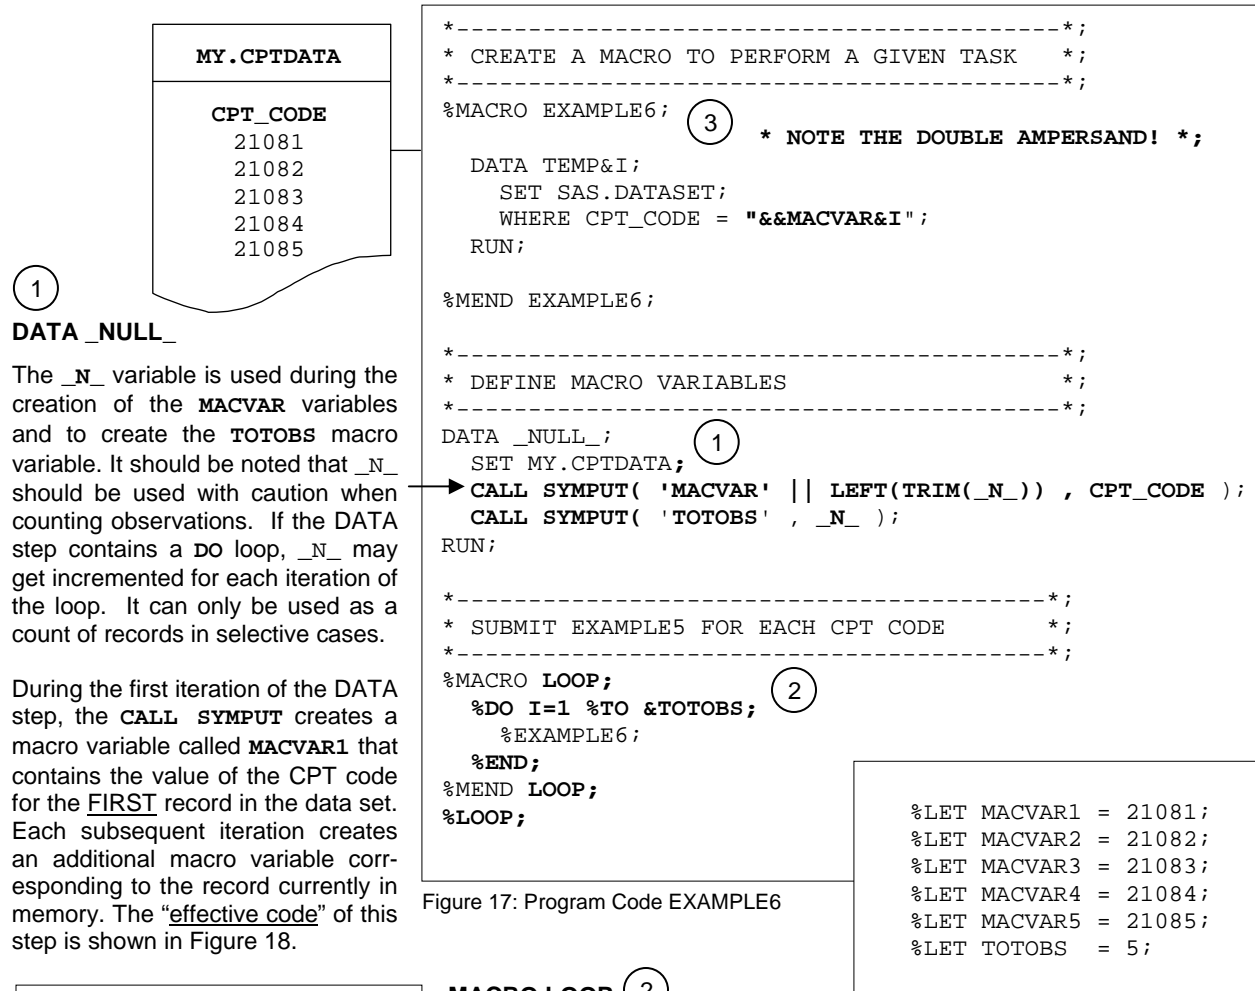 MY.CPTDATA
CPT_CODE
21081
21082
21083
21084
21085
1
DATA _NULL_
The _N_ variable is used during the
creation of the MACVAR variables
and to create the TOTOBS macro
variable. It should be noted that _N_
should be used with caution when
counting observations. If the DATA
step contains a DO loop, _N_ may
get incremented for each iteration of
the loop. It can only be used as a
count of records in selective cases.
During the first iteration of the DATA
step, the CALL SYMPUT creates a
macro variable called MACVAR1 that
contains the value of the CPT code
for the FIRST record in the data set.
Each subsequent iteration creates
an additional macro variable corr-
esponding to the record currently in
memory. The “effective code” of this
step is shown in Figure 18.
*------------------------------------------*;
* CREATE A MACRO TO PERFORM A GIVEN TASK   *;
*------------------------------------------*;
%MACRO EXAMPLE6;
3
* NOTE THE DOUBLE AMPERSAND! *;
DATA TEMP&I;
SET SAS.DATASET;
WHERE CPT_CODE = "&&MACVAR&I";
RUN;
%MEND EXAMPLE6;
*------------------------------------------*;
* DEFINE MACRO VARIABLES                   *;
*------------------------------------------*;
DATA _NULL_;
1
SET MY.CPTDATA;
CALL SYMPUT( 'MACVAR' || LEFT(TRIM(_N_)) , CPT_CODE );
CALL SYMPUT( 'TOTOBS' , _N_ );
RUN;
*-----------------------------------------*;
* SUBMIT EXAMPLE5 FOR EACH CPT CODE       *;
*-----------------------------------------*;
%MACRO LOOP;
2
%DO I=1 %TO &TOTOBS;
%EXAMPLE6;
%END;
%MEND LOOP;
%LOOP;
Figure 17: Program Code EXAMPLE6
%LET MACVAR1 = 21081;
%LET MACVAR2 = 21082;
%LET MACVAR3 = 21083;
%LET MACVAR4 = 21084;
%LET MACVAR5 = 21085;
%LET TOTOBS  = 5;
MACRO LOOP 2